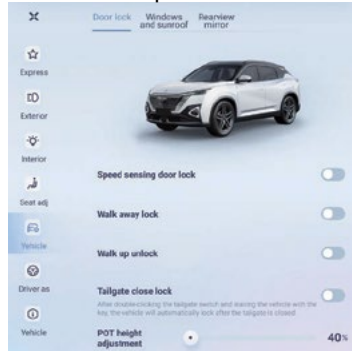 Door lock
Windows and sunroof
Rearview mirror
Express
Exterior
Interior
Seat adj
Vehicle
Driver as
Vehicle
Speed sensing door lock
Walk away lock
Walk up unlock
Tailgate close lock
After double-clicking the tailgate switch and leaving the vehicle with the
key, the vehicle will automatically lock after the tailgate is closed
POT height
adjustment
40%